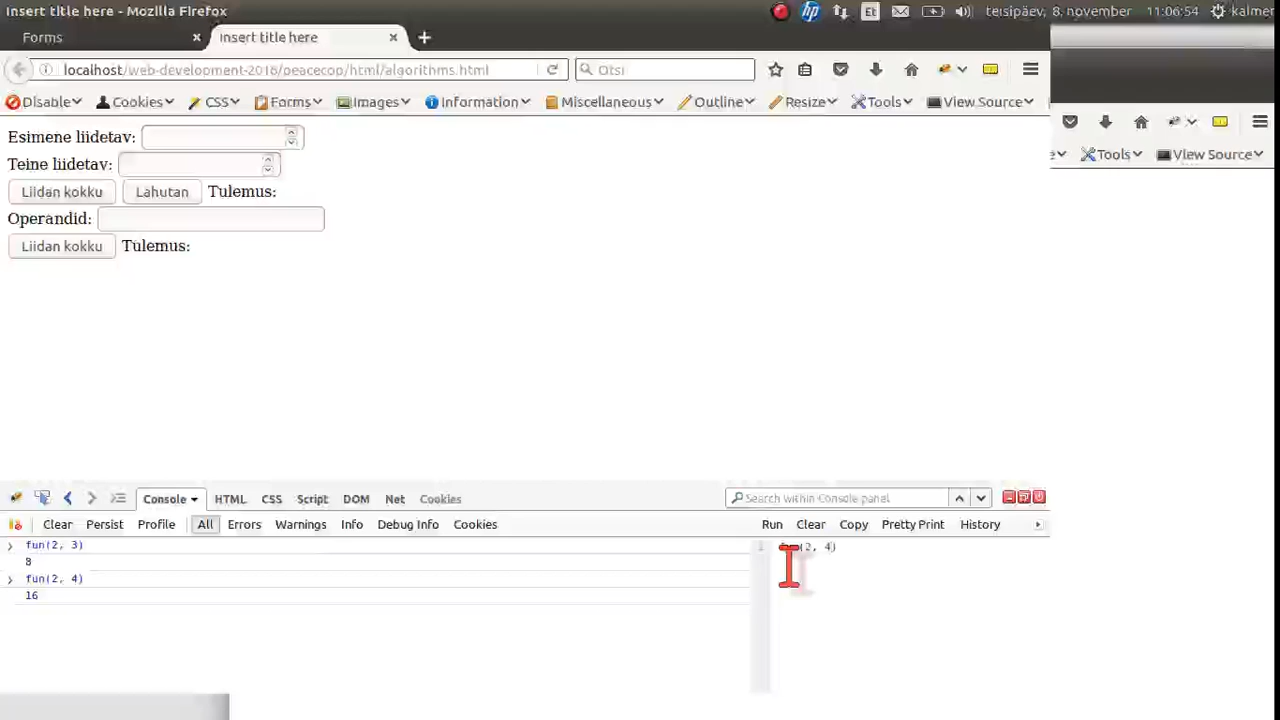 Insert title here - Mozilla Firefox
Et teisipäev, 8. november 11:06:54 kalmer
Forms Insert title here
localhost/web-development-2016/peacecop/html/algorithms.html Otsi
Disable Cookies CSS Forms Images Information Miscellaneous Outline Resize Tools View Source
Tools View Source
Esimene liidetav:
Teine liidetav:
Liidan kokku Lahutan Tulemus:
Operandid:
Liidan kokku Tulemus:
Console HTML CSS Script DOM Net Cookies Search within Console panel
Clear Persist Profile All Errors Warnings Info Debug Info Cookies Run Clear Copy Pretty Print History
fun(2, 3)
8
fun(2, 4)
16
1 (2, 4)